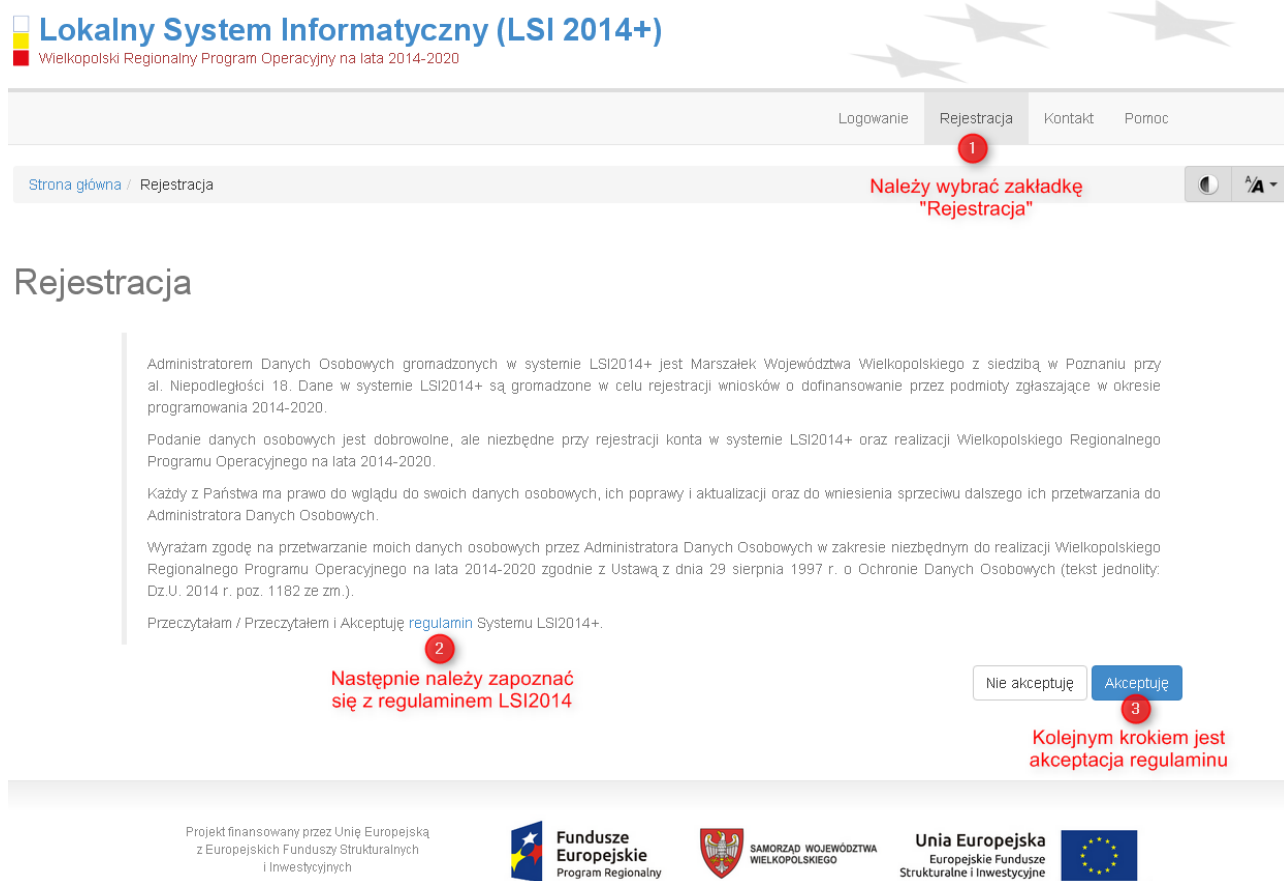 Lokalny System Informatyczny (LSI 2014+)
Wielkopolski Regionalny Program Operacyjny na lata 2014-2020
Logowanie Rejestracja Kontakt Pomoc
1
Należy wybrać zakładkę
"Rejestracja"
Strona główna / Rejestracja
A/A
Rejestracja
Administratorem Danych Osobowych gromadzonych w systemie LSI2014+ jest Marszałek Województwa Wielkopolskiego z siedzibą w Poznaniu przy
al. Niepodległości 18. Dane w systemie LSI2014+ są gromadzone w celu rejestracji wniosków o dofinansowanie przez podmioty zgłaszające w okresie
programowania 2014-2020.
Podanie danych osobowych jest dobrowolne, ale niezbędne przy rejestracji konta w systemie LSI2014+ oraz realizacji Wielkopolskiego Regionalnego
Programu Operacyjnego na lata 2014-2020.
Każdy z Państwa ma prawo do wglądu do swoich danych osobowych, ich poprawy i aktualizacji oraz do wniesienia sprzeciwu dalszego ich przetwarzania do
Administratora Danych Osobowych.
Wyrażam zgodę na przetwarzanie moich danych osobowych przez Administratora Danych Osobowych w zakresie niezbędnym do realizacji Wielkopolskiego
Regionalnego Programu Operacyjnego na lata 2014-2020 zgodnie z Ustawą z dnia 29 sierpnia 1997 r. o Ochronie Danych Osobowych (tekst jednolity:
Dz.U. 2014 r. poz. 1182 ze zm.).
Przeczytałam / Przeczytałem i Akceptuję regulamin Systemu LSI2014+.
2
Następnie należy zapoznać
się z regulaminem LSI2014
Nie akceptuję Akceptuję
3
Kolejnym krokiem jest
akceptacja regulaminu
Projekt finansowany przez Unię Europejską
z Europejskich Funduszy Strukturalnych
i Inwestycyjnych
Fundusze
Europejskie
Program Regionalny
SAMORZĄD WOJEWÓDZTWA
WIELKOPOLSKIEGO
Unia Europejska
Europejskie Fundusze
Strukturalne i Inwestycyjne